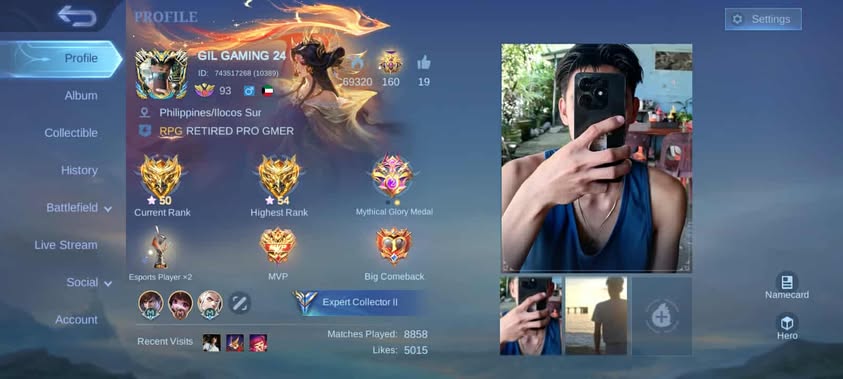 PROFILE
Settings
Profile
Album
Collectible
History
Battlefield
Live Stream
Social
Account
GIL GAMING 24
ID: 743517268 (10389)
93
69320 160 19
Philippines/Ilocos Sur
RPG RETIRED PRO GMER
50 54
Current Rank Highest Rank Mythical Glory Medal
Esports Player ×2 MVP Big Comeback
Expert Collector II
Recent Visits
Matches Played: 8858
Likes: 5015
Namecard
Hero